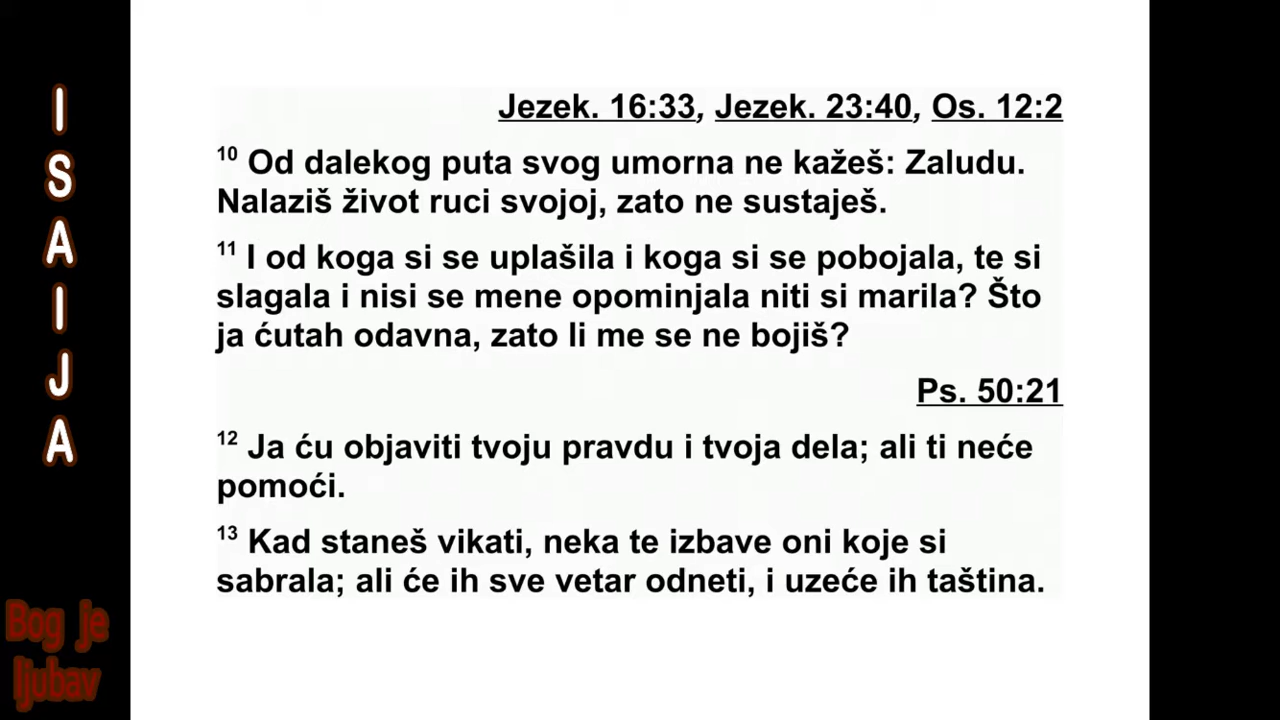 ISAIJA
Jezek. 16:33, Jezek. 23:40, Os. 12:2
10 Od dalekog puta svog umorna ne kažeš: Zaludu.
Nalaziš život ruci svojoj, zato ne sustaješ.
11 I od koga si se uplašila i koga si se pobojala, te si
slagala i nisi se mene opominjala niti si marila? Što
ja ćutah odavna, zato li me se ne bojiš?
Ps. 50:21
12 Ja ću objaviti tvoju pravdu i tvoja dela; ali ti neće
pomoći.
13 Kad staneš vikati, neka te izbave oni koje si
sabrala; ali će ih sve vetar odneti, i uzeće ih taština.
Bog je
ljubav